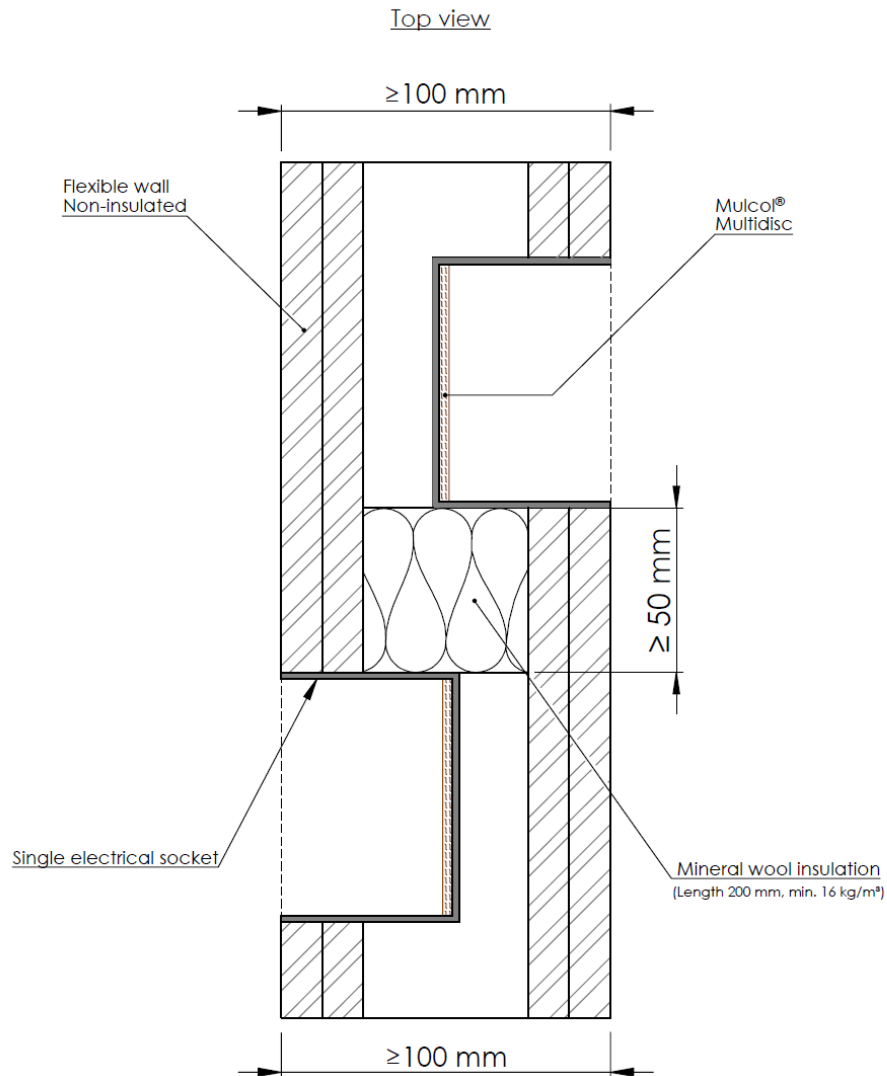 Top view
≥100 mm
Flexible wall
Non-insulated
Mulcol®
Multidisc
≥ 50 mm
Single electrical socket
Mineral wool insulation
(Length 200 mm, min. 16 kg/m³)
≥100 mm